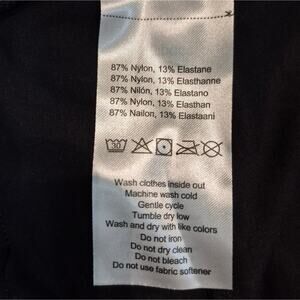 87% Nylon, 13% Elastane
87% Nylon, 13% Elasthanne
87% Nilón, 13% Elastano
87% Nylon, 13% Elasthan
87% Nailon, 13% Elastaani
30
Wash clothes inside out
Machine wash cold
Gentle cycle
Tumble dry low
Wash and dry with like colors
Do not iron
Do not dry clean
Do not bleach
Do not use fabric softener